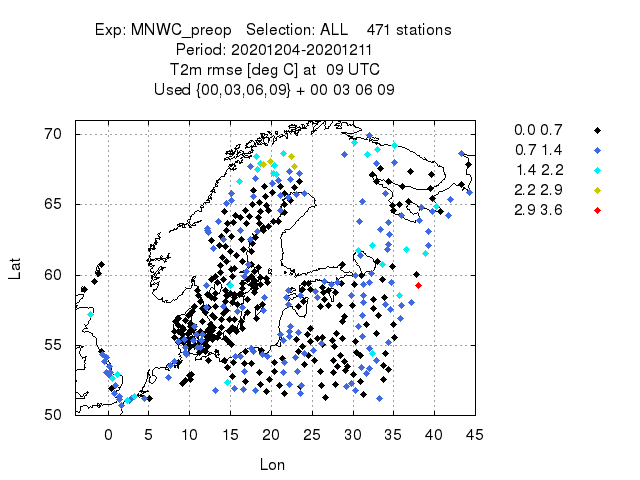 Exp: MNWC_preop Selection: ALL 471 stations
Period: 20201204-20201211
T2m rmse [deg C] at 09 UTC
Used {00,03,06,09} + 00 03 06 09
0.0 0.7
0.7 1.4
1.4 2.2
2.2 2.9
2.9 3.6
70
65
60
55
50
Lat
0 5 10 15 20 25 30 35 40 45
Lon